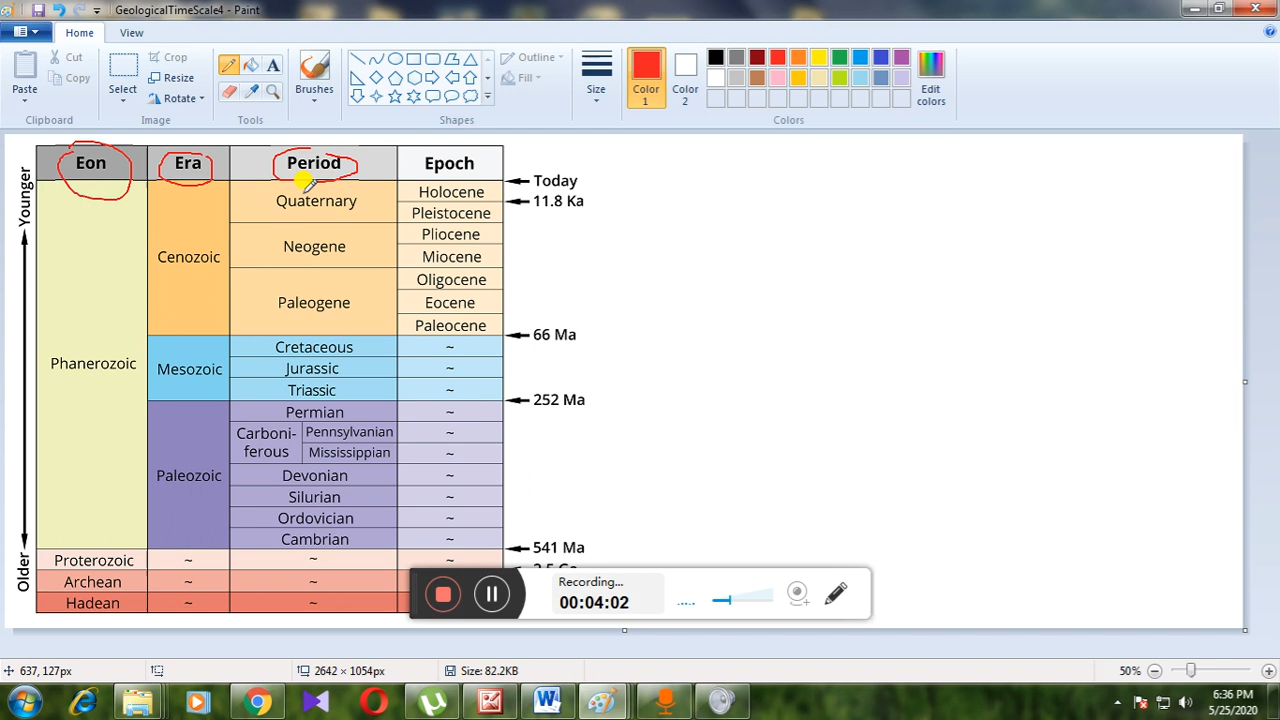 GeologicalTimeScale4 - Paint
Home View
Paste
Cut
Copy
Clipboard
Select
Crop
Resize
Rotate
Image
Tools
Brushes
Shapes
Outline
Fill
Size
Color 1
Color 2
Edit colors
Colors
Eon Era Period Epoch
Younger
Older
Phanerozoic
Cenozoic
Quaternary
Holocene
Pleistocene
Neogene
Pliocene
Miocene
Paleogene
Oligocene
Eocene
Paleocene
Mesozoic
Cretaceous ~
Jurassic ~
Triassic ~
Paleozoic
Permian ~
Carboni-
ferous
Pennsylvanian ~
Mississippian ~
Devonian ~
Silurian ~
Ordovician ~
Cambrian ~
Proterozoic ~ ~ ~
Archean ~ ~
Hadean ~ ~
Today
11.8 Ka
66 Ma
252 Ma
541 Ma
Recording...
00:04:02
637, 127px
2642 × 1054px
Size: 82.2KB
50%
6:36 PM
5/25/2020